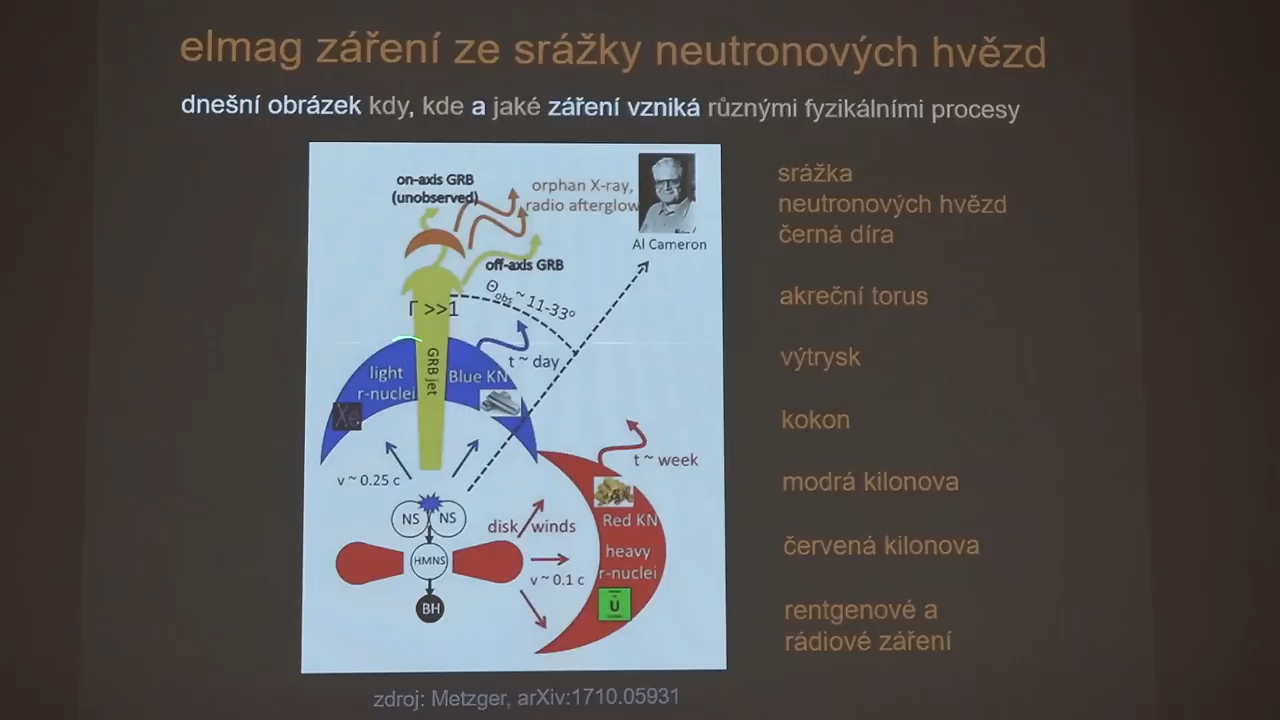 elmag záření ze srážky neutronových hvězd
dnešní obrázek kdy, kde a jaké záření vzniká různými fyzikálními procesy
on-axis GRB
(unobserved)
orphan X-ray,
radio afterglow
Al Cameron
off-axis GRB
Θobs ~ 11-33º
Γ >>1
GRB jet
t ~ day
light
r-nuclei
Blue KN
Xe
v ~ 0.25 c
t ~ week
NS
NS
disk winds
Red KN
HMNS
heavy
r-nuclei
v ~ 0.1 c
U
BH
srážka
neutronových hvězd
černá díra
akreční torus
výtrysk
kokon
modrá kilonova
červená kilonova
rentgenové a
rádiové záření
zdroj: Metzger, arXiv:1710.05931